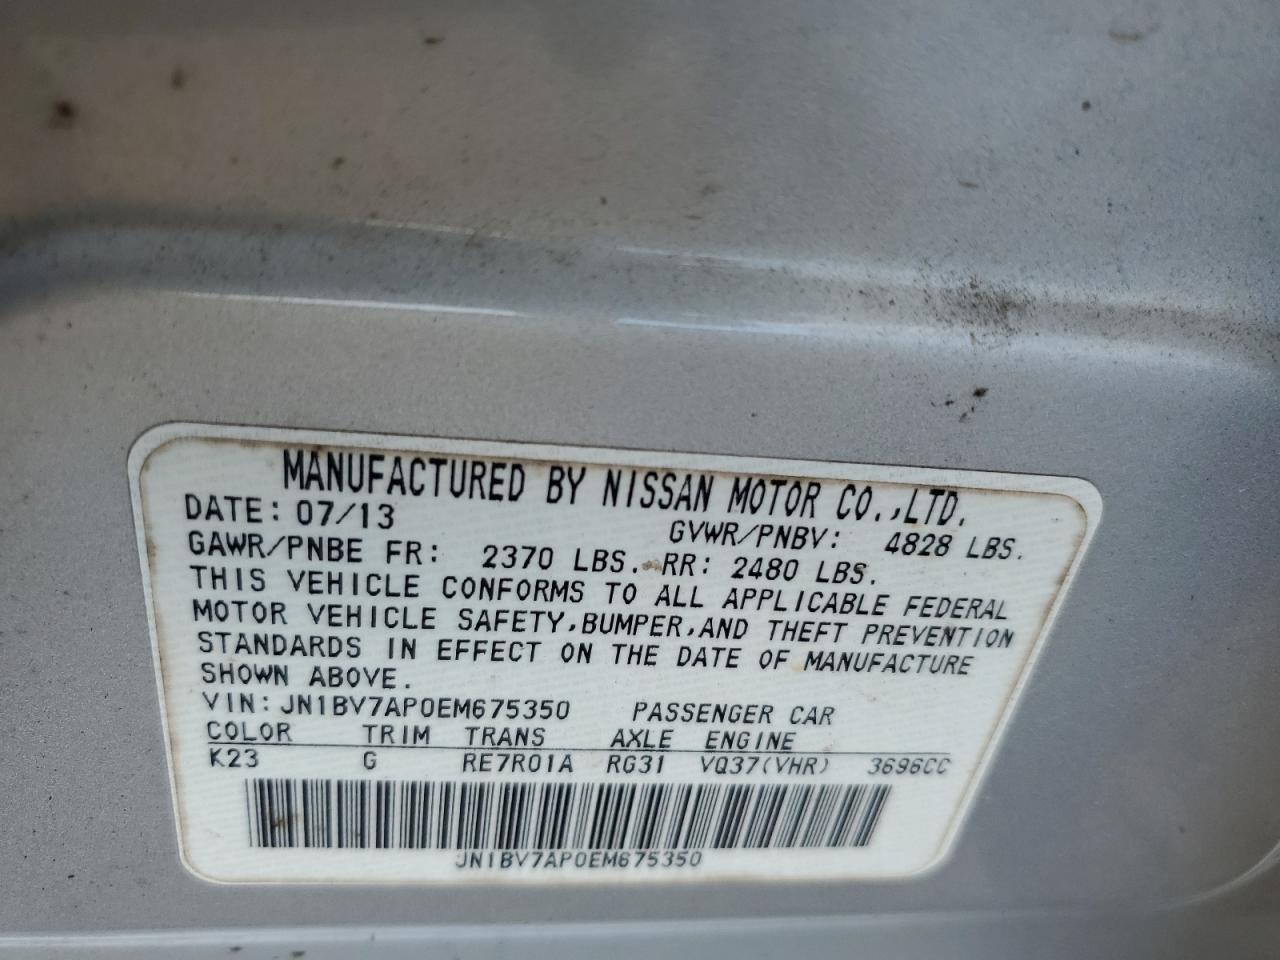 MANUFACTURED BY NISSAN MOTOR CO.,LTD.
DATE: 07/13 GVWR/PNBV: 4828 LBS.
GAWR/PNBE FR: 2370 LBS. RR: 2480 LBS.
THIS VEHICLE CONFORMS TO ALL APPLICABLE FEDERAL
MOTOR VEHICLE SAFETY,BUMPER,AND THEFT PREVENTION
STANDARDS IN EFFECT ON THE DATE OF MANUFACTURE
SHOWN ABOVE.
VIN: JN1BV7AP0EM675350 PASSENGER CAR
COLOR TRIM TRANS AXLE ENGINE
K23 G RE7R01A RG31 VQ37(VHR) 3696CC
JN1BV7AP0EM675350